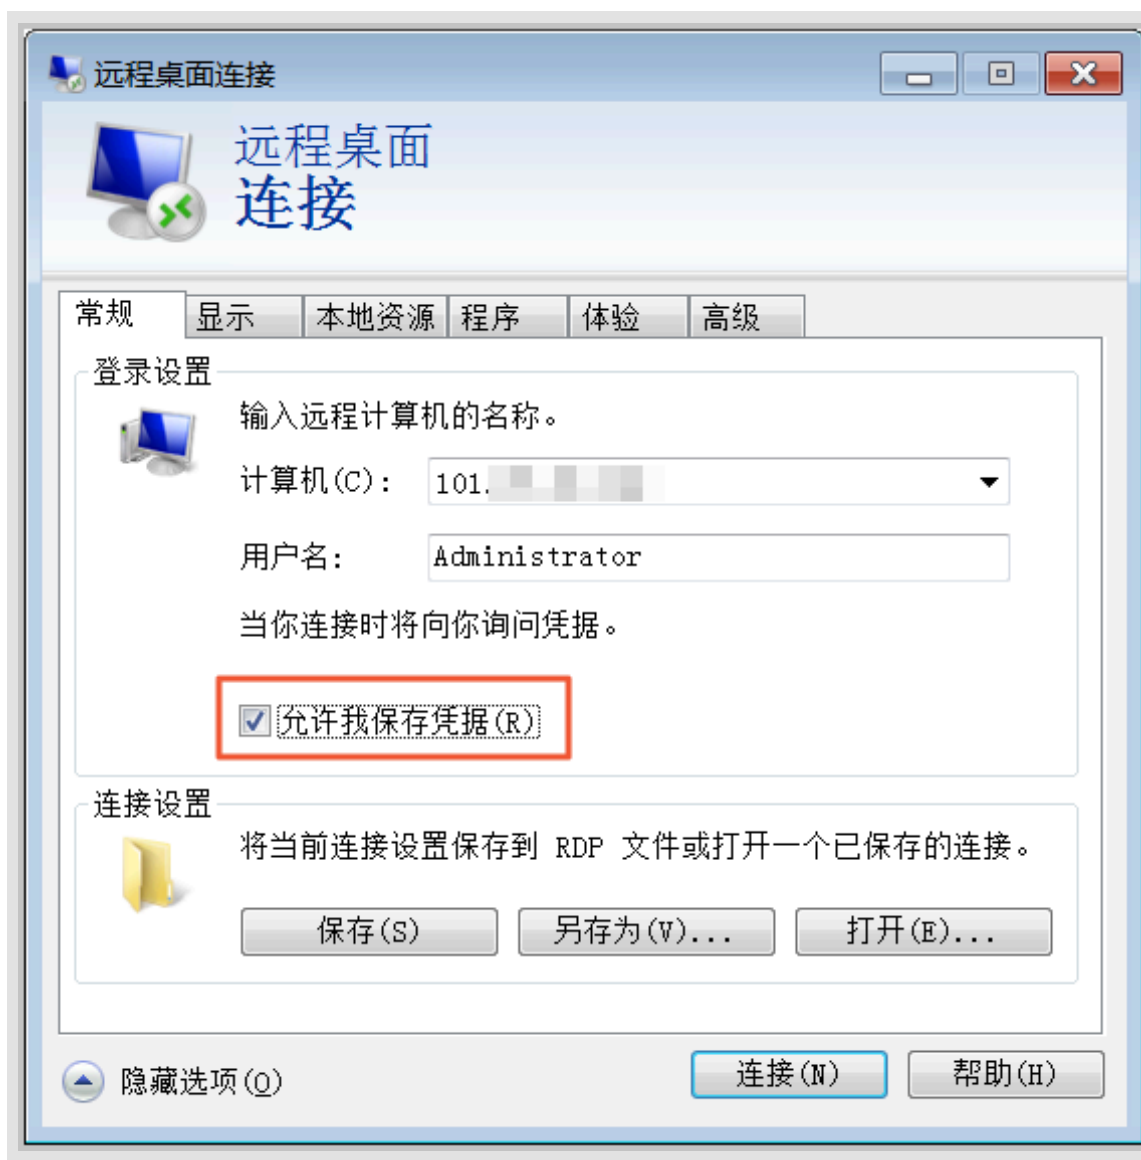 远程桌面连接
远程桌面
连接
常规 显示 本地资源 程序 体验 高级
登录设置
输入远程计算机的名称。
计算机(C): 101.
用户名: Administrator
当你连接时将向你询问凭据。
允许我保存凭据(R)
连接设置
将当前连接设置保存到 RDP 文件或打开一个已保存的连接。
保存(S) 另存为(V)... 打开(E)...
隐藏选项(O) 连接(N) 帮助(H)